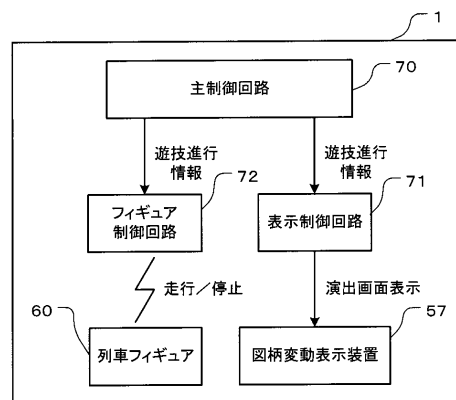 1
主制御回路
70
遊技進行
情報
遊技進行
情報
72
71
フィギュア
制御回路
表示制御回路
走行／停止
演出画面表示
60
57
列車フィギュア
図柄変動表示装置